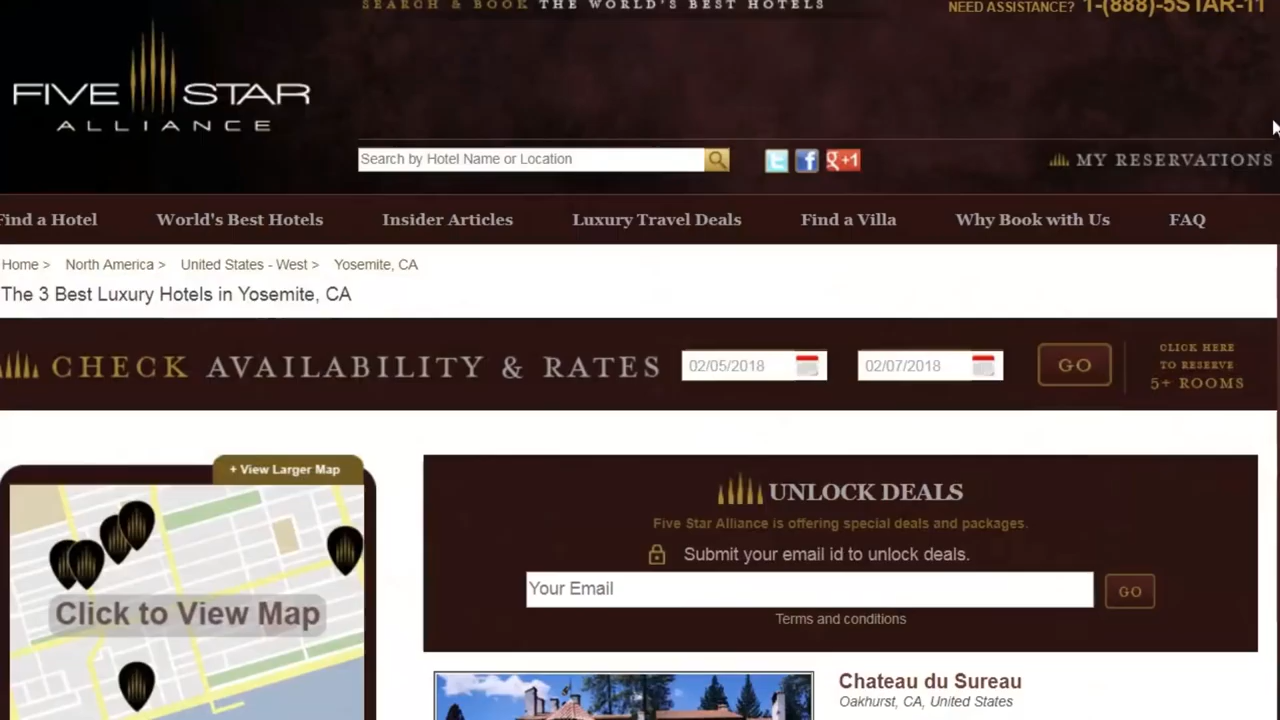 SEARCH & BOOK THE WORLD'S BEST HOTELS
NEED ASSISTANCE? 1-(888)-5STAR-11
FIVE STAR
ALLIANCE
Search by Hotel Name or Location
g+1
MY RESERVATIONS
Find a Hotel World's Best Hotels Insider Articles Luxury Travel Deals Find a Villa Why Book with Us FAQ
Home > North America > United States - West > Yosemite, CA
The 3 Best Luxury Hotels in Yosemite, CA
CHECK AVAILABILITY & RATES 02/05/2018 02/07/2018 GO
CLICK HERE
TO RESERVE
5+ ROOMS
+ View Larger Map
Click to View Map
UNLOCK DEALS
Five Star Alliance is offering special deals and packages.
Submit your email id to unlock deals.
Your Email GO
Terms and conditions
Chateau du Sureau
Oakhurst, CA, United States